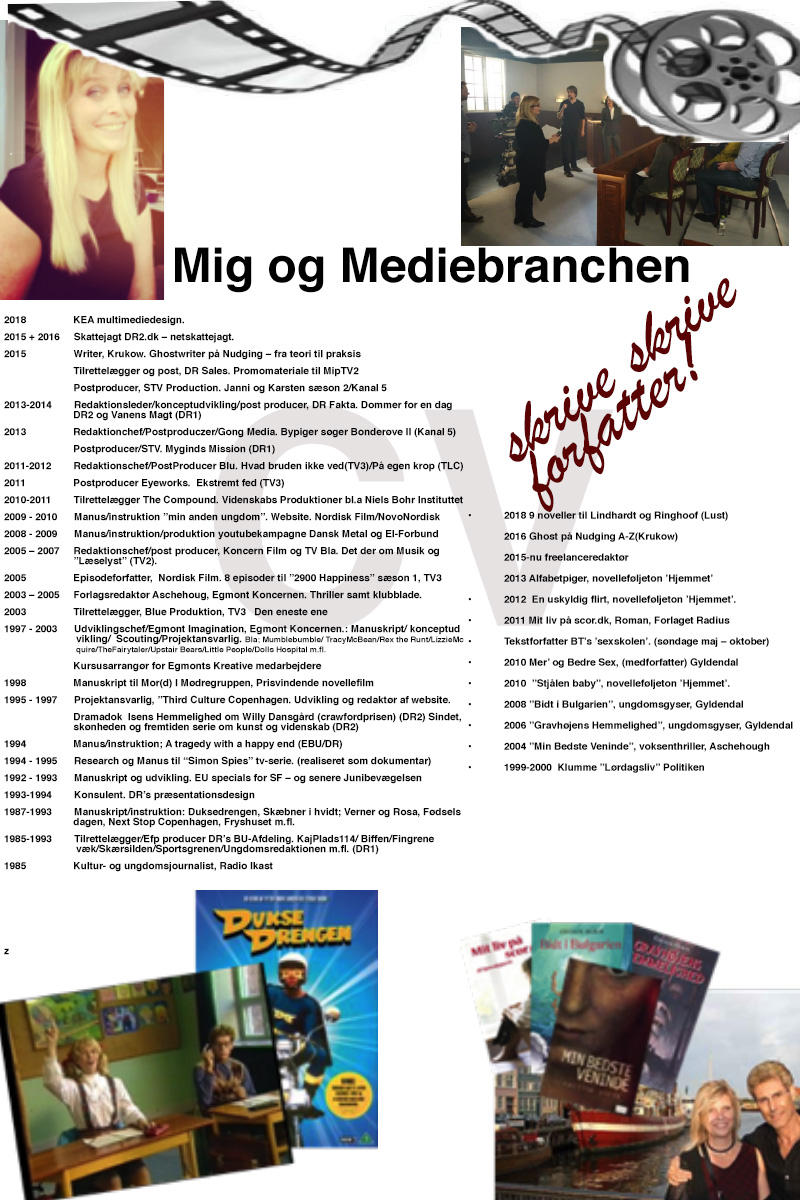 Mig og Mediebranchen
CV
skrive skrive
forfatter!
2018 KEA multimediedesign.
2015 + 2016 Skattejagt DR2.dk – netskattejagt.
2015 Writer, Krukow. Ghostwriter på Nudging – fra teori til praksis
Tilrettelægger og post, DR Sales. Promomateriale til MipTV2
Postproducer, STV Production. Janni og Karsten sæson 2/Kanal 5
2013-2014 Redaktionsleder/konceptudvikling/post producer, DR Fakta. Dommer for en dag
DR2 og Vanens Magt (DR1)
2013 Redaktionchef/Postproduczer/Gong Media. Bypiger søger Bonderøve II (Kanal 5)
Postproducer/STV. Myginds Mission (DR1)
2011-2012 Redaktionschef/PostProducer Blu. Hvad bruden ikke ved(TV3)/På egen krop (TLC)
2011 Postproducer Eyeworks. Ekstremt fed (TV3)
2010-2011 Tilrettelægger The Compound. Videnskabs Produktioner bl.a Niels Bohr Instituttet
2009 - 2010 Manus/instruktion ”min anden ungdom”. Website. Nordisk Film/NovoNordisk
2008 - 2009 Manus/instruktion/produktion youtubekampagne Dansk Metal og El-Forbund
2005 – 2007 Redaktionschef/post producer, Koncern Film og TV Bla. Det der om Musik og
”Læselyst” (TV2).
2005 Episodeforfatter, Nordisk Film. 8 episoder til ”2900 Happiness” sæson 1, TV3
2003 – 2005 Forlagsredaktør Aschehoug, Egmont Koncernen. Thriller samt klubblade.
2003 Tilrettelægger, Blue Produktion, TV3 Den eneste ene
1997 - 2003 Udviklingschef/Egmont Imagination, Egmont Koncernen.: Manuskript/ konceptud
vikling/ Scouting/Projektansvarlig. Bla; Mumblebumble/ TracyMcBean/Rex the Runt/LizzieMc
quire/TheFairytaler/Upstair Bears/Little People/Dolls Hospital m.fl.
Kursusarrangør for Egmonts Kreative medarbejdere
1998 Manuskript til Mor(d) I Mødregruppen, Prisvindende novellefilm
1995 - 1997 Projektansvarlig, ”Third Culture Copenhagen. Udvikling og redaktør af website.
Dramadok Isens Hemmelighed om Willy Dansgård (crawfordprisen) (DR2) Sindet,
skønheden og fremtiden serie om kunst og videnskab (DR2)
1994 Manus/instruktion; A tragedy with a happy end (EBU/DR)
1994 - 1995 Research og Manus til “Simon Spies” tv-serie. (realiseret som dokumentar)
1992 - 1993 Manuskript og udvikling. EU specials for SF – og senere Junibevægelsen
1993-1994 Konsulent. DR’s præsentationsdesign
1987-1993 Manuskript/instruktion: Duksedrengen, Skæbner i hvidt; Verner og Rosa, Fødsels
dagen, Next Stop Copenhagen, Fryshuset m.fl.
1985-1993 Tilrettelægger/Efp producer DR’s BU-Afdeling. KajPlads114/ Biffen/Fingrene
væk/Skærsilden/Sportsgrenen/Ungdomsredaktionen m.fl. (DR1)
1985 Kultur- og ungdomsjournalist, Radio Ikast
• 2018 9 noveller til Lindhardt og Ringhoof (Lust)
2016 Ghost på Nudging A-Z(Krukow)
2015-nu freelanceredaktør
2013 Alfabetpiger, novelleføljeton ’Hjemmet’
• 2012 En uskyldig flirt, novelleføljeton ’Hjemmet’.
• 2011 Mit liv på scor.dk, Roman, Forlaget Radius
• Tekstforfatter BT’s ’sexskolen’. (søndage maj – oktober)
• 2010 Mer’ og Bedre Sex, (medforfatter) Gyldendal
• 2010 ”Stjålen baby”, novelleføljeton ’Hjemmet’.
• 2008 ”Bidt i Bulgarien”, ungdomsgyser, Gyldendal
• 2006 ”Gravhøjens Hemmelighed”, ungdomsgyser, Gyldendal
• 2004 ”Min Bedste Veninde”, voksenthriller, Aschehough
• 1999-2000 Klumme ”Lørdagsliv” Politiken
z
DUKSE
DRENGEN
Mit liv på
scor
Bidt i Bulgarien
GRAVHØJENS
HEMMELIGHED
MIN BEDSTE
VENINDE